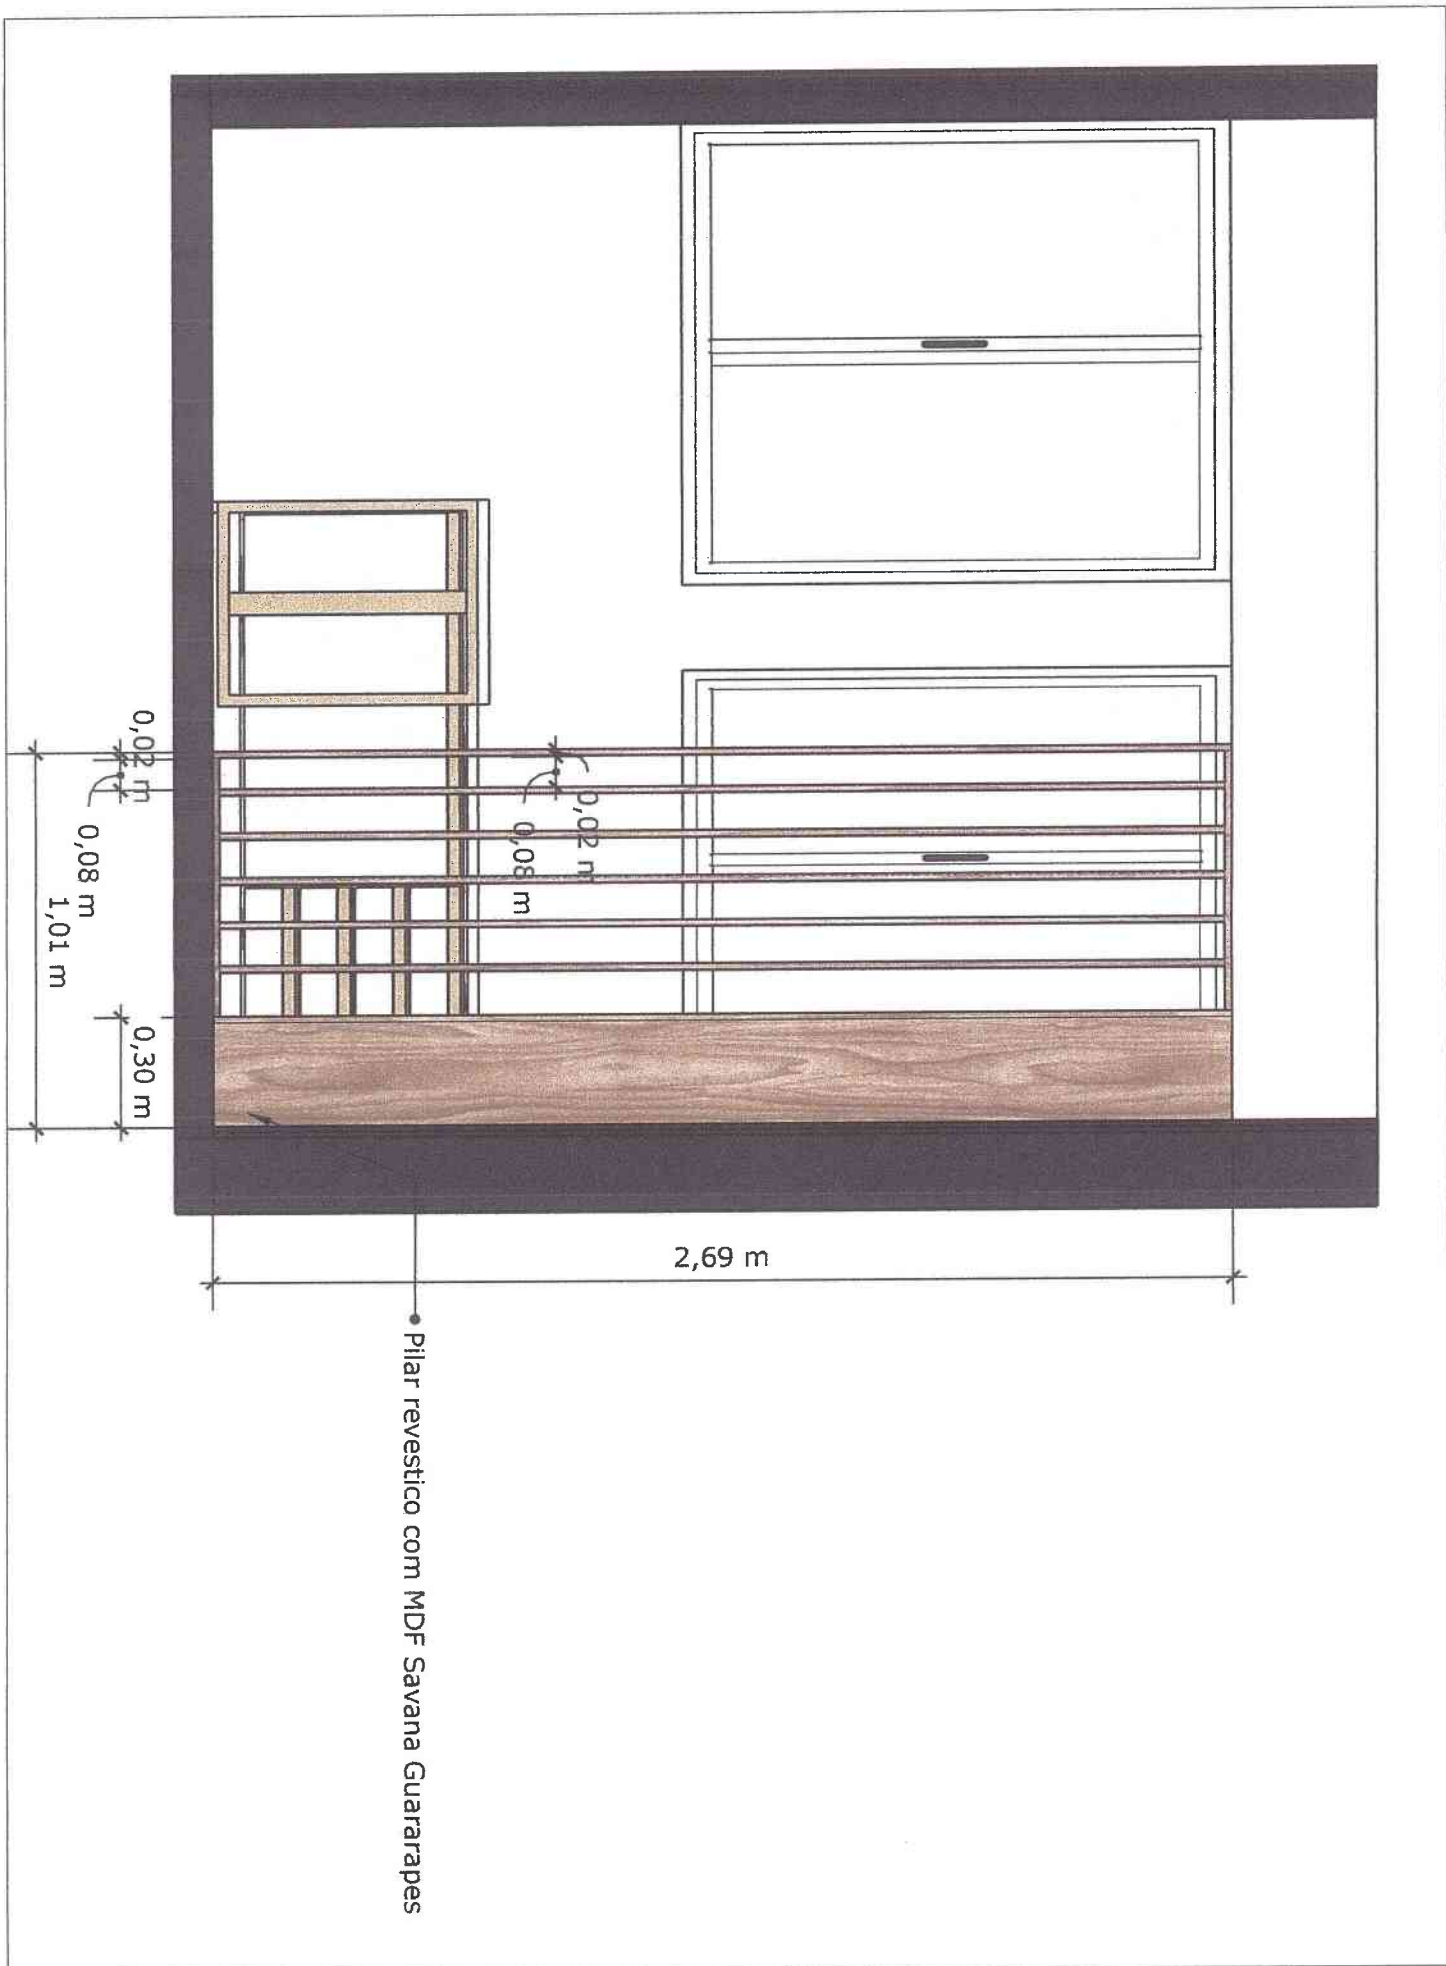 2,69 m
0,02 m
0,08 m
0,02 m
0,08 m
0,30 m
1,01 m
Pilar revestico com MDF Savana Guararapes